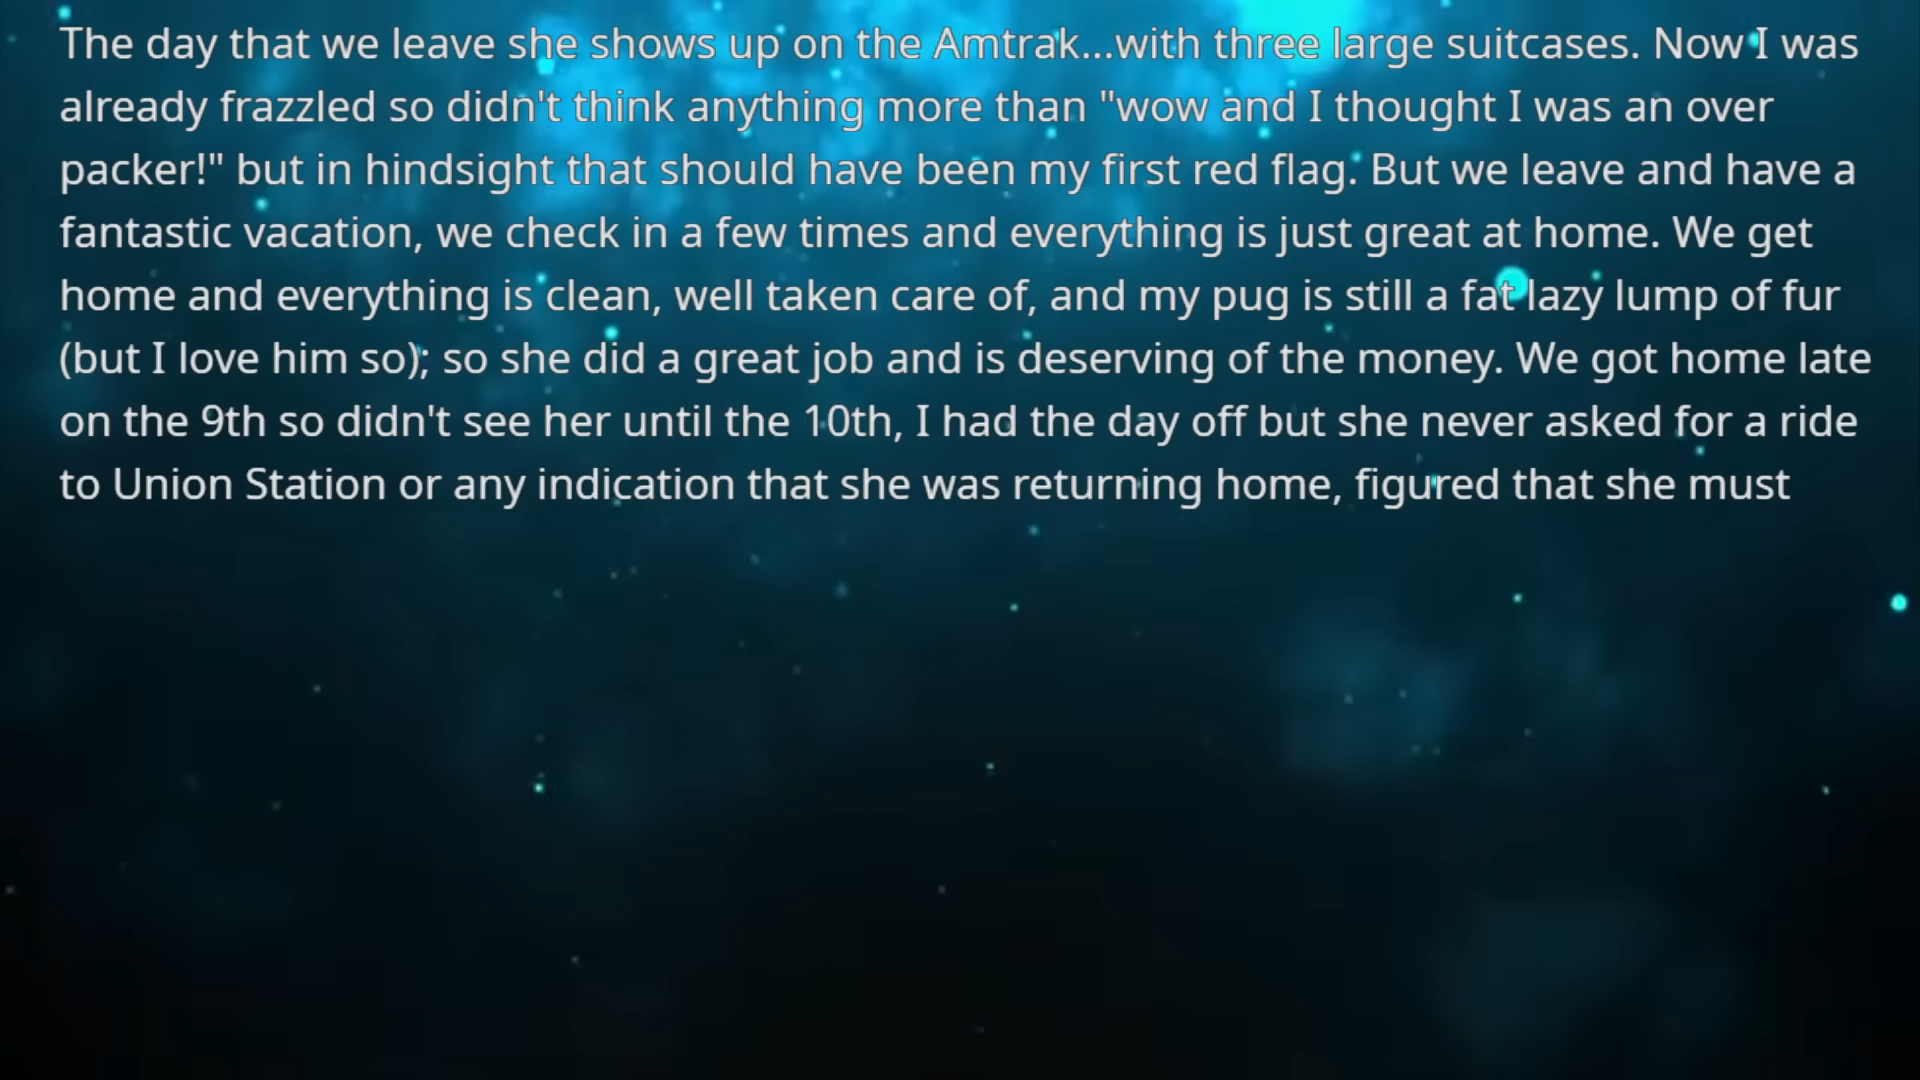 The day that we leave she shows up on the Amtrak...with three large suitcases. Now I was
already frazzled so didn't think anything more than "wow and I thought I was an over
packer!" but in hindsight that should have been my first red flag. But we leave and have a
fantastic vacation, we check in a few times and everything is just great at home. We get
home and everything is clean, well taken care of, and my pug is still a fat lazy lump of fur
(but I love him so); so she did a great job and is deserving of the money. We got home late
on the 9th so didn't see her until the 10th, I had the day off but she never asked for a ride
to Union Station or any indication that she was returning home, figured that she must